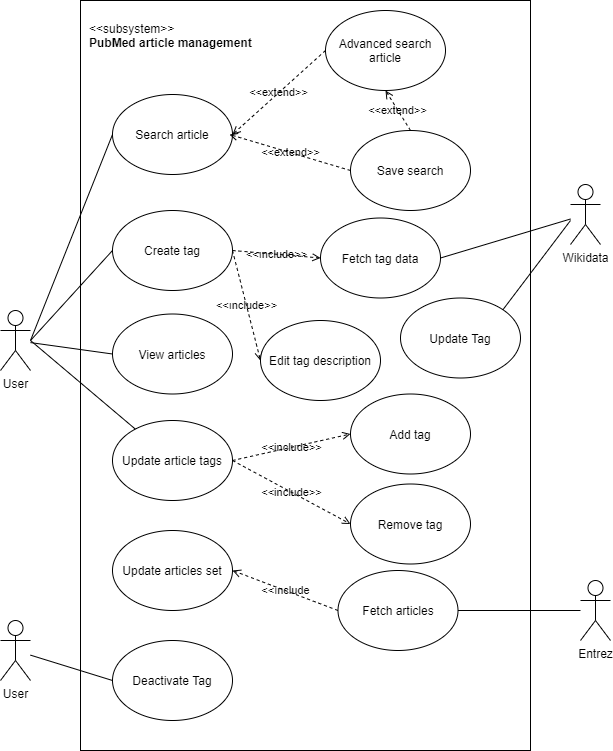 <<subsystem>>
PubMed article management
Advanced search
article
<<extend>>
<<extend>>
Search article
<<extend>>
Save search
Create tag
<<include>>
Fetch tag data
Wikidata
<<include>>
Update Tag
User
View articles
Edit tag description
Update article tags
<<include>>
Add tag
<<include>>
Remove tag
Update articles set
<<include
Fetch articles
Entrez
User
Deactivate Tag